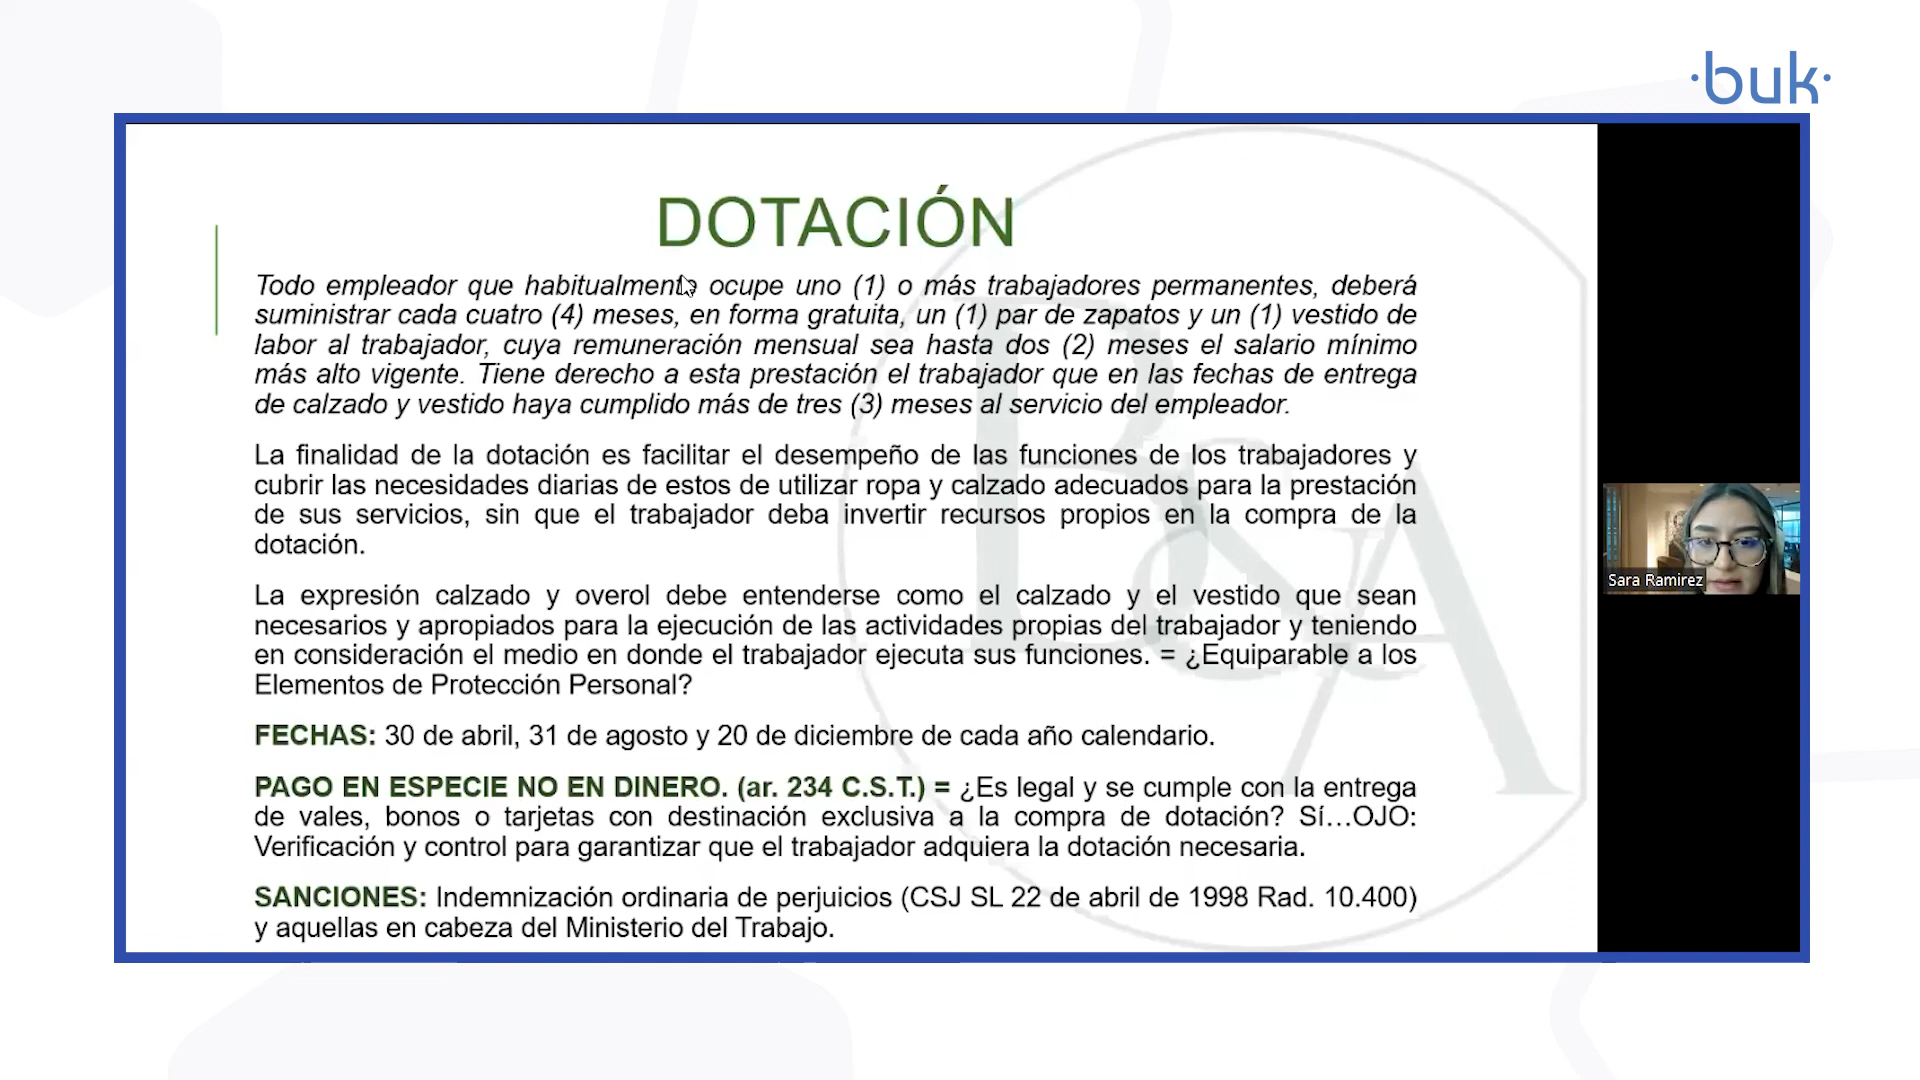 ·buk·
DOTACIÓN
Todo empleador que habitualmente ocupe uno (1) o más trabajadores permanentes, deberá
suministrar cada cuatro (4) meses, en forma gratuita, un (1) par de zapatos y un (1) vestido de
labor al trabajador, cuya remuneración mensual sea hasta dos (2) meses el salario mínimo
más alto vigente. Tiene derecho a esta prestación el trabajador que en las fechas de entrega
de calzado y vestido haya cumplido más de tres (3) meses al servicio del empleador.
La finalidad de la dotación es facilitar el desempeño de las funciones de los trabajadores y
cubrir las necesidades diarias de estos de utilizar ropa y calzado adecuados para la prestación
de sus servicios, sin que el trabajador deba invertir recursos propios en la compra de la
dotación.
La expresión calzado y overol debe entenderse como el calzado y el vestido que sean
necesarios y apropiados para la ejecución de las actividades propias del trabajador y teniendo
en consideración el medio en donde el trabajador ejecuta sus funciones. = ¿Equiparable a los
Elementos de Protección Personal?
FECHAS: 30 de abril, 31 de agosto y 20 de diciembre de cada año calendario.
PAGO EN ESPECIE NO EN DINERO. (ar. 234 C.S.T.) = ¿Es legal y se cumple con la entrega
de vales, bonos o tarjetas con destinación exclusiva a la compra de dotación? Sí…OJO:
Verificación y control para garantizar que el trabajador adquiera la dotación necesaria.
SANCIONES: Indemnización ordinaria de perjuicios (CSJ SL 22 de abril de 1998 Rad. 10.400)
y aquellas en cabeza del Ministerio del Trabajo.
Sara Ramirez